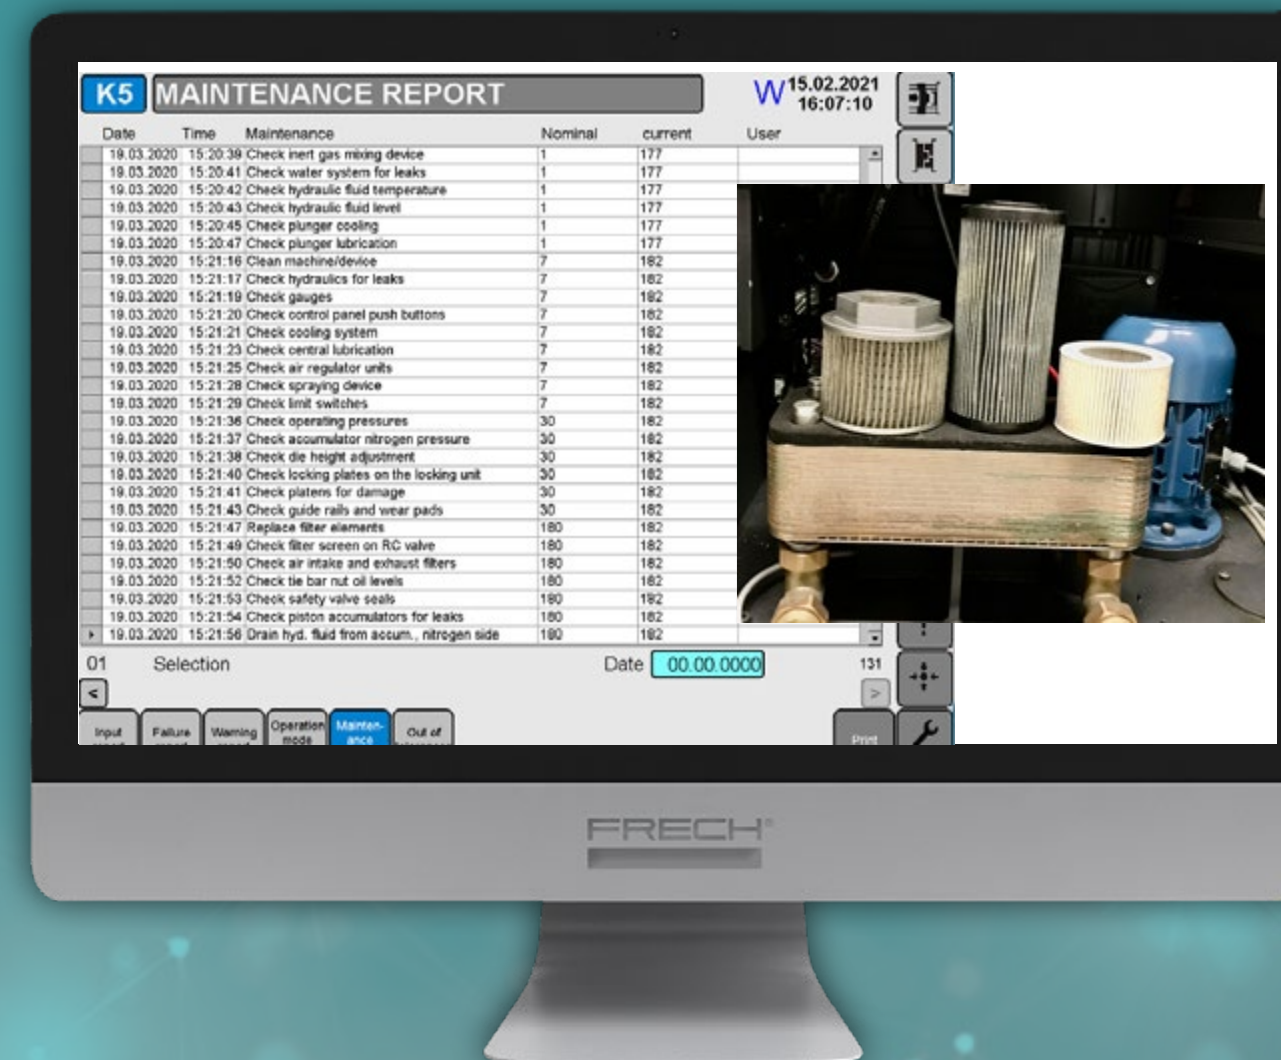 K5 MAINTENANCE REPORT W 15.02.2021
16:07:10
Date Time Maintenance Nominal current User
19.03.2020 15:20:39 Check inert gas mixing device 1 177
19.03.2020 15:20:41 Check water system for leaks 1 177
19.03.2020 15:20:42 Check hydraulic fluid temperature 1 177
19.03.2020 15:20:43 Check hydraulic fluid level 1 177
19.03.2020 15:20:45 Check plunger cooling 1 177
19.03.2020 15:20:47 Check plunger lubrication 1 177
19.03.2020 15:21:16 Clean machine/device 7 182
19.03.2020 15:21:17 Check hydraulics for leaks 7 182
19.03.2020 15:21:19 Check gauges 7 182
19.03.2020 15:21:20 Check control panel push buttons 7 182
19.03.2020 15:21:21 Check cooling system 7 182
19.03.2020 15:21:23 Check central lubrication 7 182
19.03.2020 15:21:25 Check air regulator units 7 182
19.03.2020 15:21:28 Check spraying device 7 182
19.03.2020 15:21:29 Check limit switches 7 182
19.03.2020 15:21:36 Check operating pressures 30 182
19.03.2020 15:21:37 Check accumulator nitrogen pressure 30 182
19.03.2020 15:21:38 Check die height adjustment 30 182
19.03.2020 15:21:40 Check locking plates on the locking unit 30 182
19.03.2020 15:21:41 Check platens for damage 30 182
19.03.2020 15:21:43 Check guide rails and wear pads 30 182
19.03.2020 15:21:47 Replace filter elements 180 182
19.03.2020 15:21:49 Check filter screen on RC valve 180 182
19.03.2020 15:21:50 Check air intake and exhaust filters 180 182
19.03.2020 15:21:52 Check tie bar nut oil levels 180 182
19.03.2020 15:21:53 Check safety valve seals 180 182
19.03.2020 15:21:54 Check piston accumulators for leaks 180 182
19.03.2020 15:21:56 Drain hyd. fluid from accum., nitrogen side 180 182
01 Selection Date 00.00.0000 131
< >
Input Failure Warning Operation Mainten- Out of
mode ance Print
FRECH®